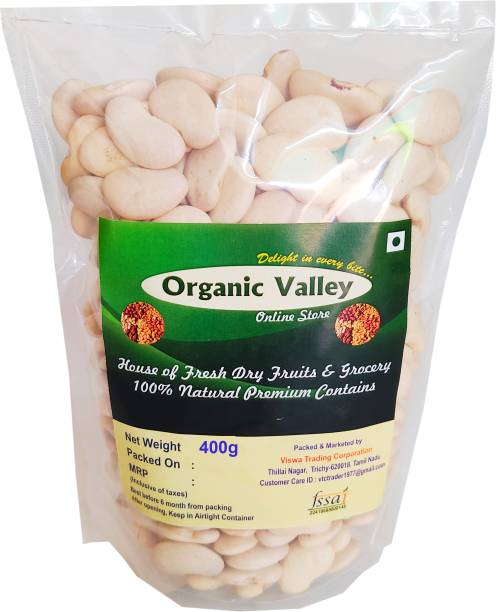 Delight in every bite...
Organic Valley
Online Store
House of Fresh Dry Fruits & Grocery
100% Natural Premium Contains
Net Weight 400g
Packed On :
MRP :
(Inclusive of taxes)
Best before 6 month from packing
After opening, Keep in Airtight Container
Packed & Marketed by
Viswa Trading Corporation
Thillai Nagar, Trichy-620018. Tamil Nadu
Customer Care ID : vtctrader1977@gmail.com
fssai